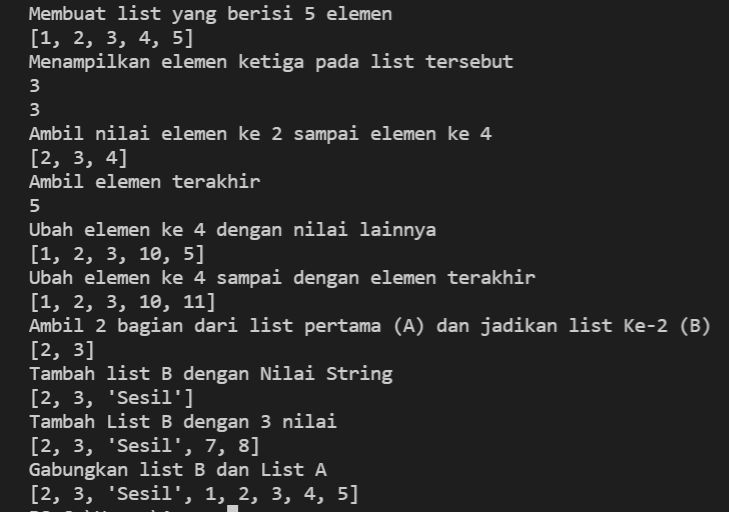 Membuat list yang berisi 5 elemen
[1, 2, 3, 4, 5]
Menampilkan elemen ketiga pada list tersebut
3
3
Ambil nilai elemen ke 2 sampai elemen ke 4
[2, 3, 4]
Ambil elemen terakhir
5
Ubah elemen ke 4 dengan nilai lainnya
[1, 2, 3, 10, 5]
Ubah elemen ke 4 sampai dengan elemen terakhir
[1, 2, 3, 10, 11]
Ambil 2 bagian dari list pertama (A) dan jadikan list Ke-2 (B)
[2, 3]
Tambah list B dengan Nilai String
[2, 3, 'Sesil']
Tambah List B dengan 3 nilai
[2, 3, 'Sesil', 7, 8]
Gabungkan list B dan List A
[2, 3, 'Sesil', 1, 2, 3, 4, 5]